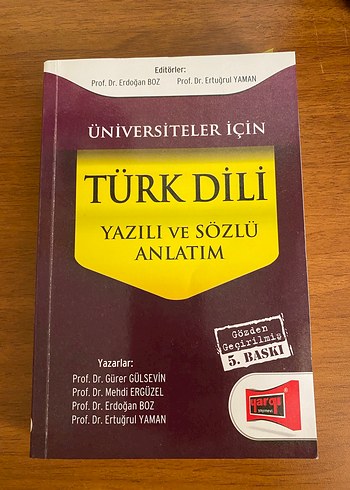 Editörler:
Prof. Dr. Erdoğan BOZ Prof. Dr. Ertuğrul YAMAN
ÜNİVERSİTELER İÇİN
TÜRK DİLİ
YAZILI VE SÖZLÜ
ANLATIM
Gözden
Geçirilmiş
5. BASKI
Yazarlar:
Prof. Dr. Gürer GÜLSEVİN
Prof. Dr. Mehdi ERGÜZEL
Prof. Dr. Erdoğan BOZ
Prof. Dr. Ertuğrul YAMAN
yargı
yayınevi